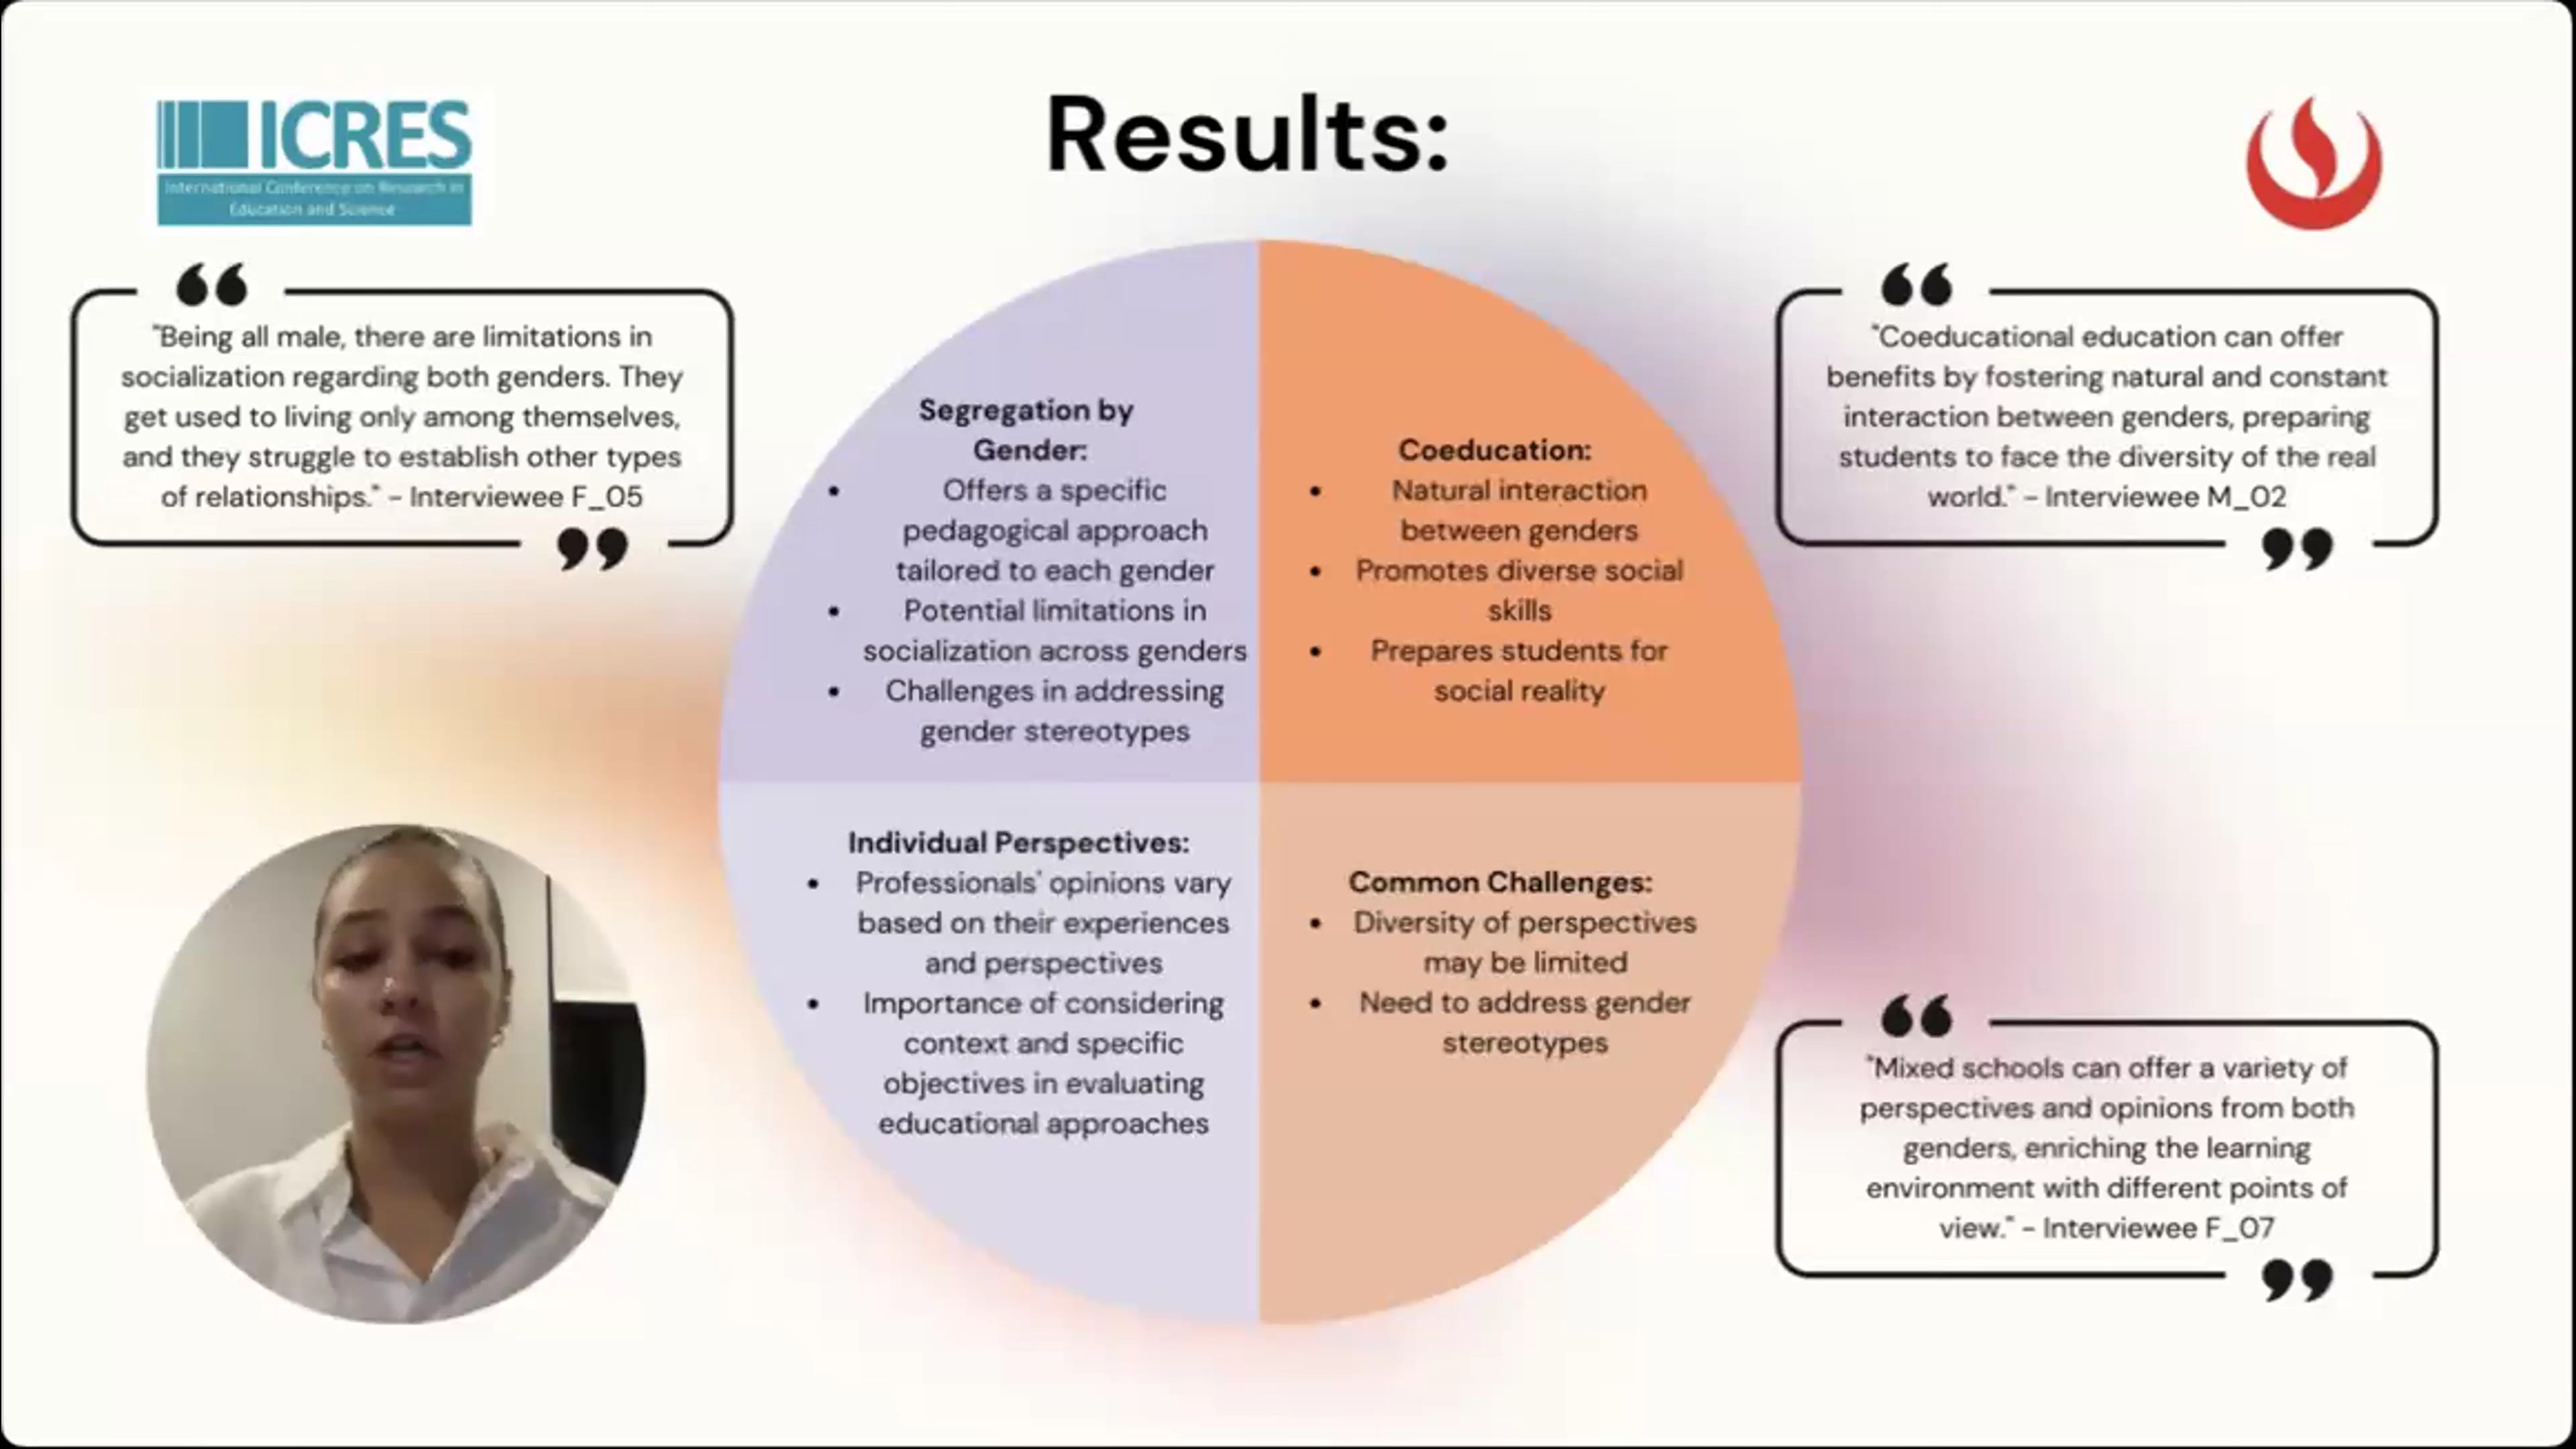 Results:
ICRES
International Conference on Research in
Education and Science
"Being all male, there are limitations in
socialization regarding both genders. They
get used to living only among themselves,
and they struggle to establish other types
of relationships." - Interviewee F_05
Segregation by
Gender:
• Offers a specific
pedagogical approach
tailored to each gender
• Potential limitations in
socialization across genders
• Challenges in addressing
gender stereotypes
Coeducation:
• Natural interaction
between genders
• Promotes diverse social
skills
• Prepares students for
social reality
"Coeducational education can offer
benefits by fostering natural and constant
interaction between genders, preparing
students to face the diversity of the real
world." - Interviewee M_02
Individual Perspectives:
• Professionals' opinions vary
based on their experiences
and perspectives
• Importance of considering
context and specific
objectives in evaluating
educational approaches
Common Challenges:
• Diversity of perspectives
may be limited
• Need to address gender
stereotypes
"Mixed schools can offer a variety of
perspectives and opinions from both
genders, enriching the learning
environment with different points of
view." - Interviewee F_07